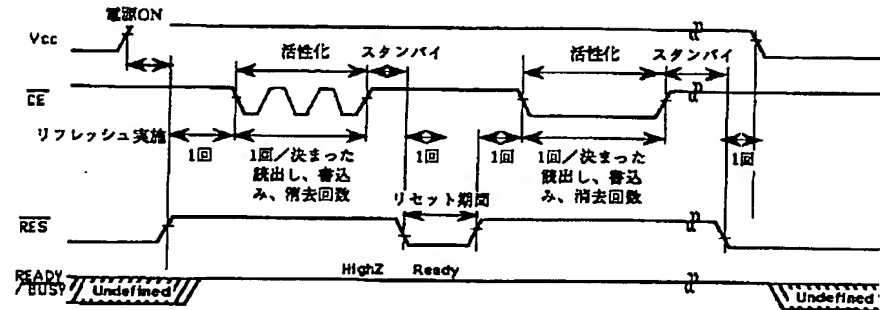 電源ON
Vcc
活性化
スタンバイ
活性化
スタンバイ
CE
リフレッシュ実施
1回
1回／決まった
読出し、書込
み、消去回数
1回
1回
1回／決まった
読出し、書込
み、消去回数
1回
リセット期間
RES
READY
/BUSY
Undefined
HighZ Ready
Undefined